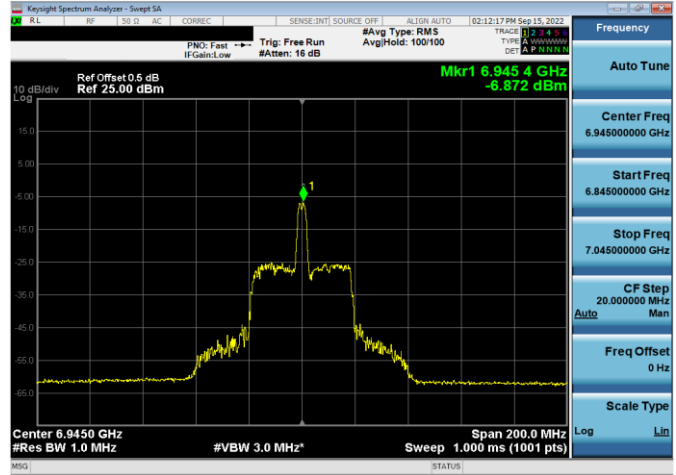 Keysight Spectrum Analyzer - Swept SA
RL RF 50 Ω AC CORREC SENSE:INT SOURCE OFF ALIGN AUTO 02:12:17 PM Sep 15, 2022
#Avg Type: RMS TRACE 1 2 3 4 5 6
PNO: Fast Trig: Free Run Avg|Hold: 100/100 TYPE A WWWWW
IFGain:Low #Atten: 16 dB DET A P N N N N
Mkr1 6.945 4 GHz
-6.872 dBm
Ref Offset 0.5 dB
10 dB/div Ref 25.00 dBm
Log
15.0
5.00
-5.00
-15.0
-25.0
-35.0
-45.0
-55.0
-65.0
1
Center 6.9450 GHz Span 200.0 MHz
#Res BW 1.0 MHz #VBW 3.0 MHz* Sweep 1.000 ms (1001 pts)
MSG STATUS
Frequency
Auto Tune
Center Freq
6.945000000 GHz
Start Freq
6.845000000 GHz
Stop Freq
7.045000000 GHz
CF Step
20.000000 MHz
Auto Man
Freq Offset
0 Hz
Scale Type
Log Lin